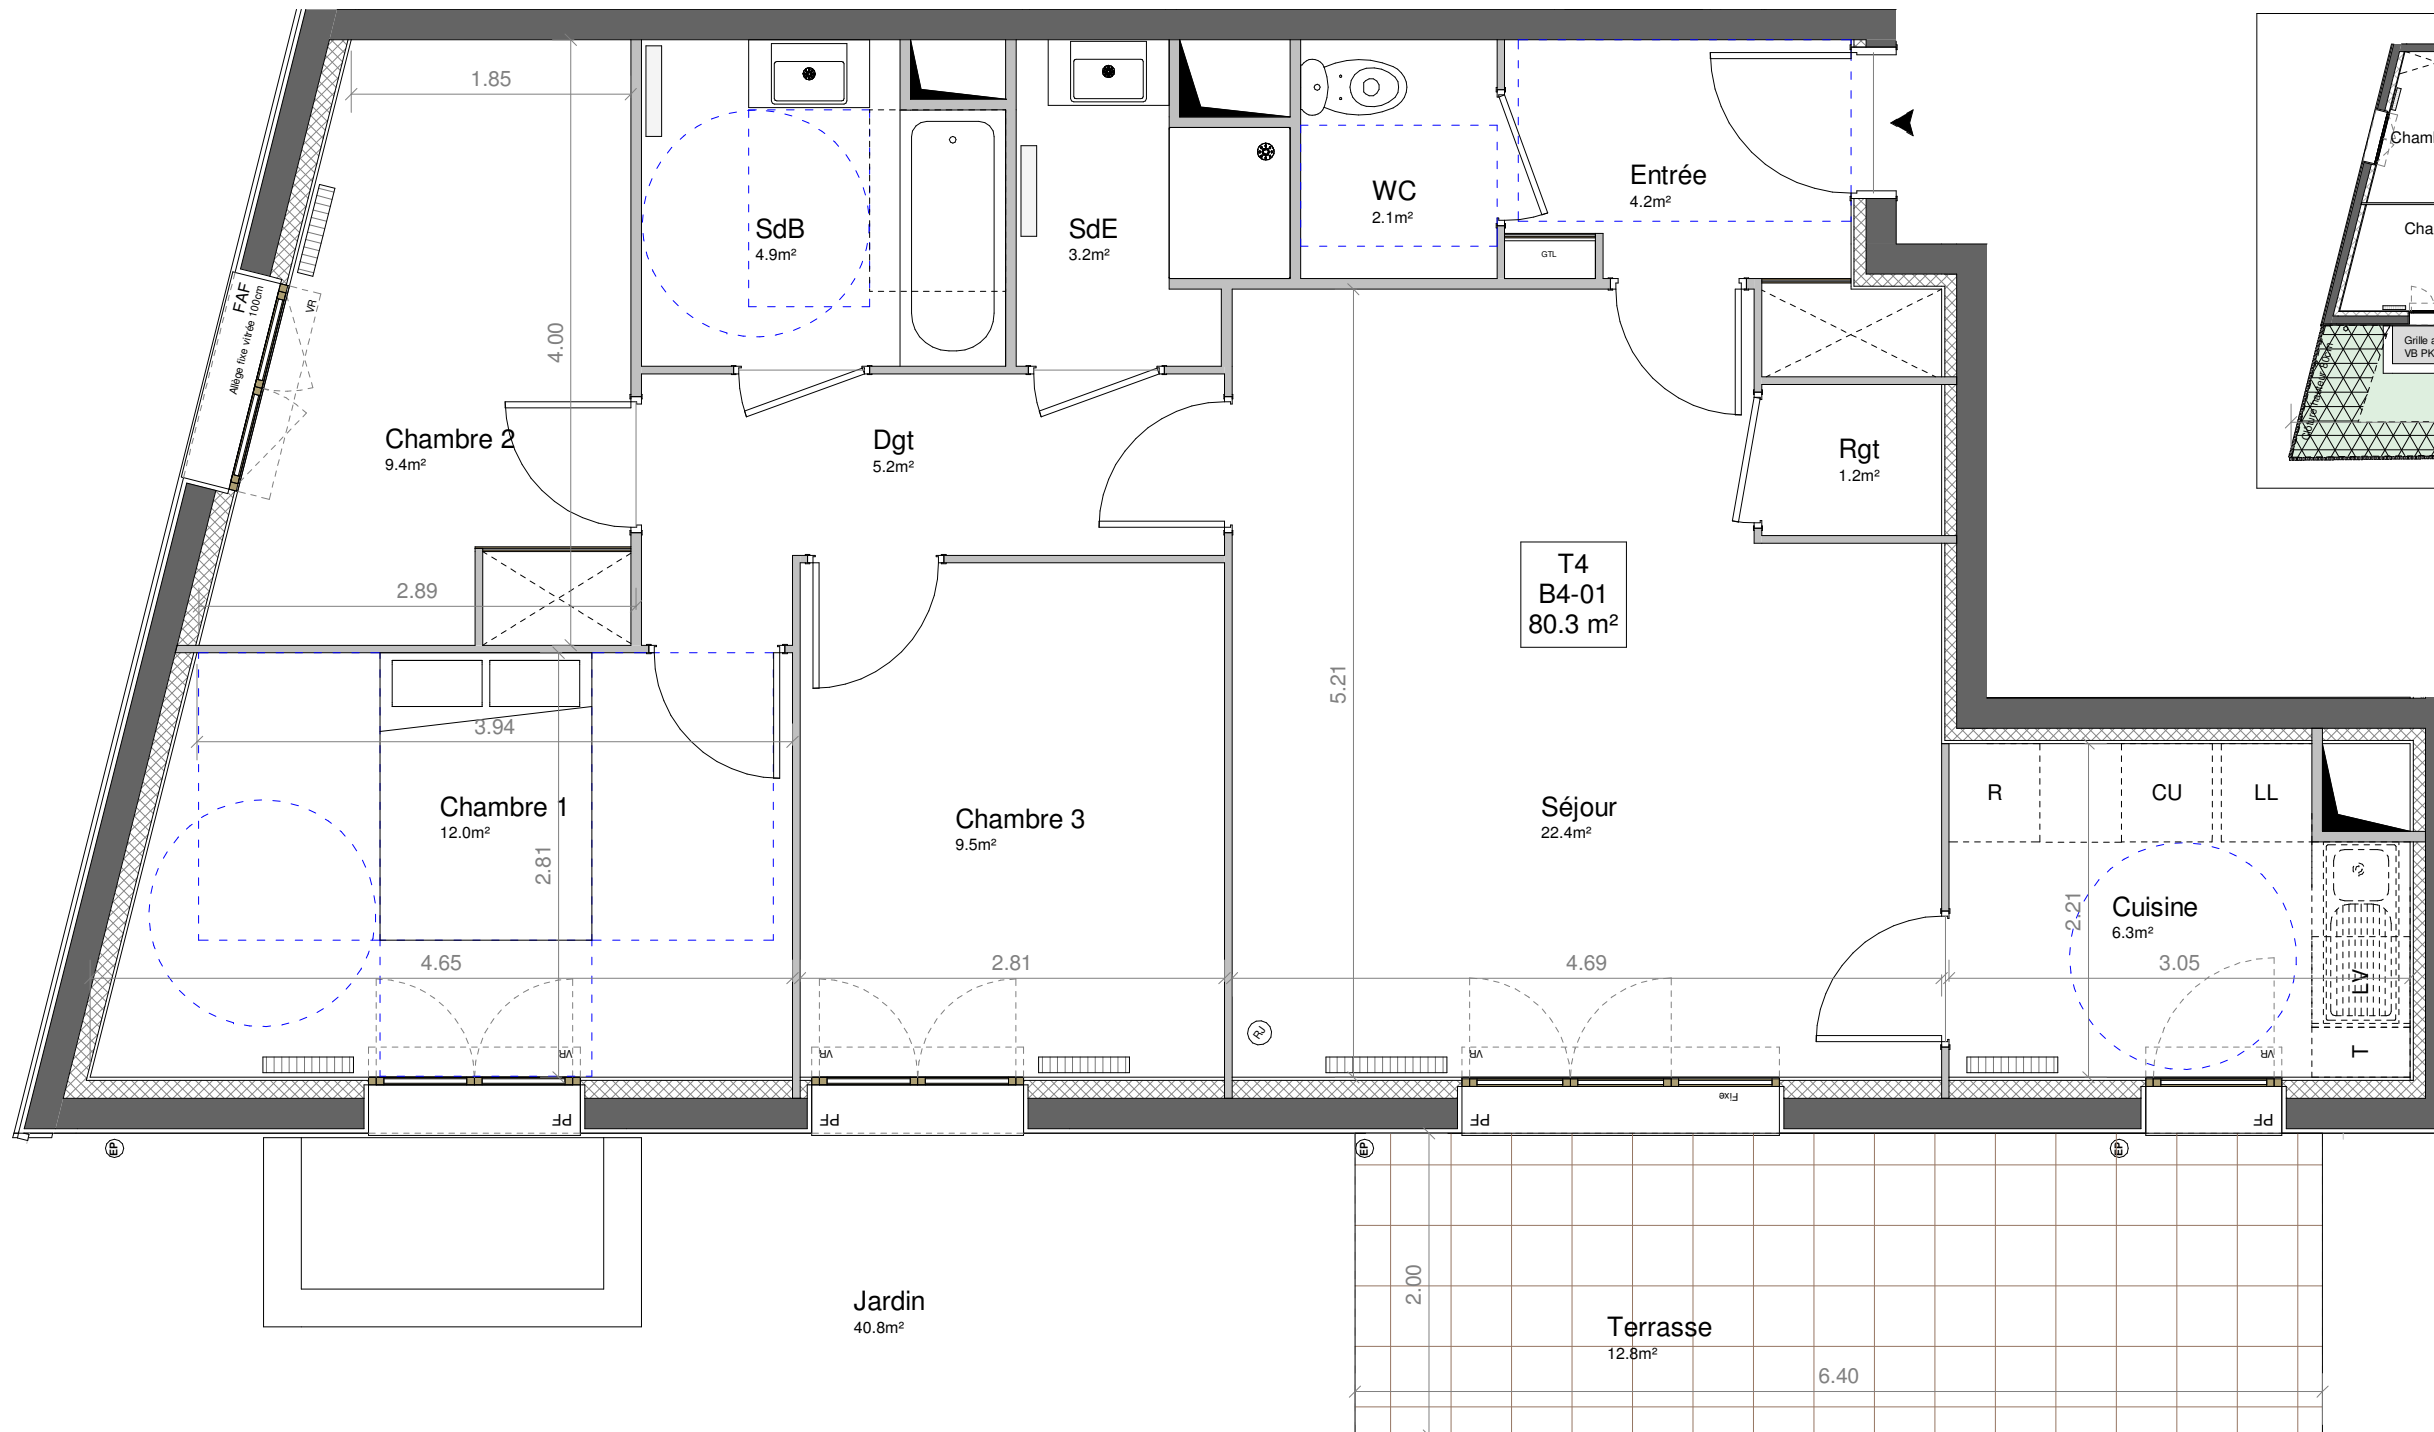 1.85
SdB
4.9m²
SdE
3.2m²
WC
2.1m²
Entrée
4.2m²
GTL
FAF
Allège fixe vitrée 100cm
VR
4.00
Chambre 2
9.4m²
Dgt
5.2m²
Rgt
1.2m²
2.89
T4
B4-01
80.3 m²
5.21
3.94
Chambre 1
12.0m²
2.81
Chambre 3
9.5m²
Séjour
22.4m²
R
CU
LL
Cuisine
6.3m²
2.21
4.65
2.81
4.69
3.05
LV
T
RJ
VR
VR
VR
VR
PF
PF
PF
Fixe
PF
EP
EP
EP
Jardin
40.8m²
2.00
Terrasse
12.8m²
6.40
Chamb
Cha
Grille a
VB PK